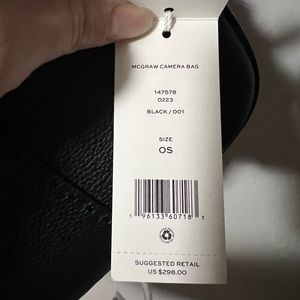 MCGRAW CAMERA BAG
147578
0223
BLACK / 001
SIZE
OS
1 96133 60718 3
SUGGESTED RETAIL
US $298.00